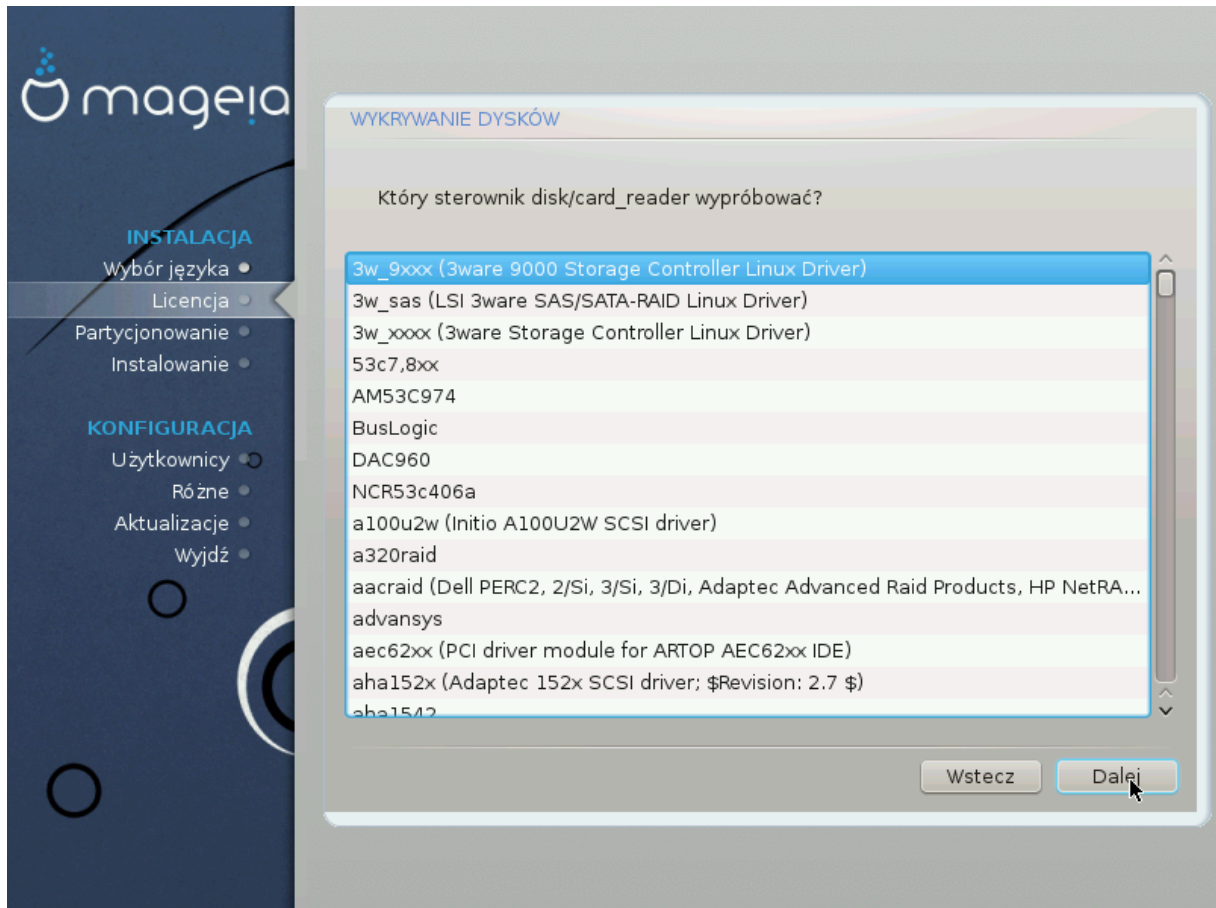 mageia
INSTALACJA
Wybór języka
Licencja
Partycjonowanie
Instalowanie
KONFIGURACJA
Użytkownicy
Różne
Aktualizacje
Wyjdź
WYKRYWANIE DYSKÓW
Który sterownik disk/card_reader wypróbować?
3w_9xxx (3ware 9000 Storage Controller Linux Driver)
3w_sas (LSI 3ware SAS/SATA-RAID Linux Driver)
3w_xxxx (3ware Storage Controller Linux Driver)
53c7,8xx
AM53C974
BusLogic
DAC960
NCR53c406a
a100u2w (Initio A100U2W SCSI driver)
a320raid
aacraid (Dell PERC2, 2/Si, 3/Si, 3/Di, Adaptec Advanced Raid Products, HP NetRA...
advansys
aec62xx (PCI driver module for ARTOP AEC62xx IDE)
aha152x (Adaptec 152x SCSI driver; $Revision: 2.7 $)
aha1542
Wstecz
Dalej